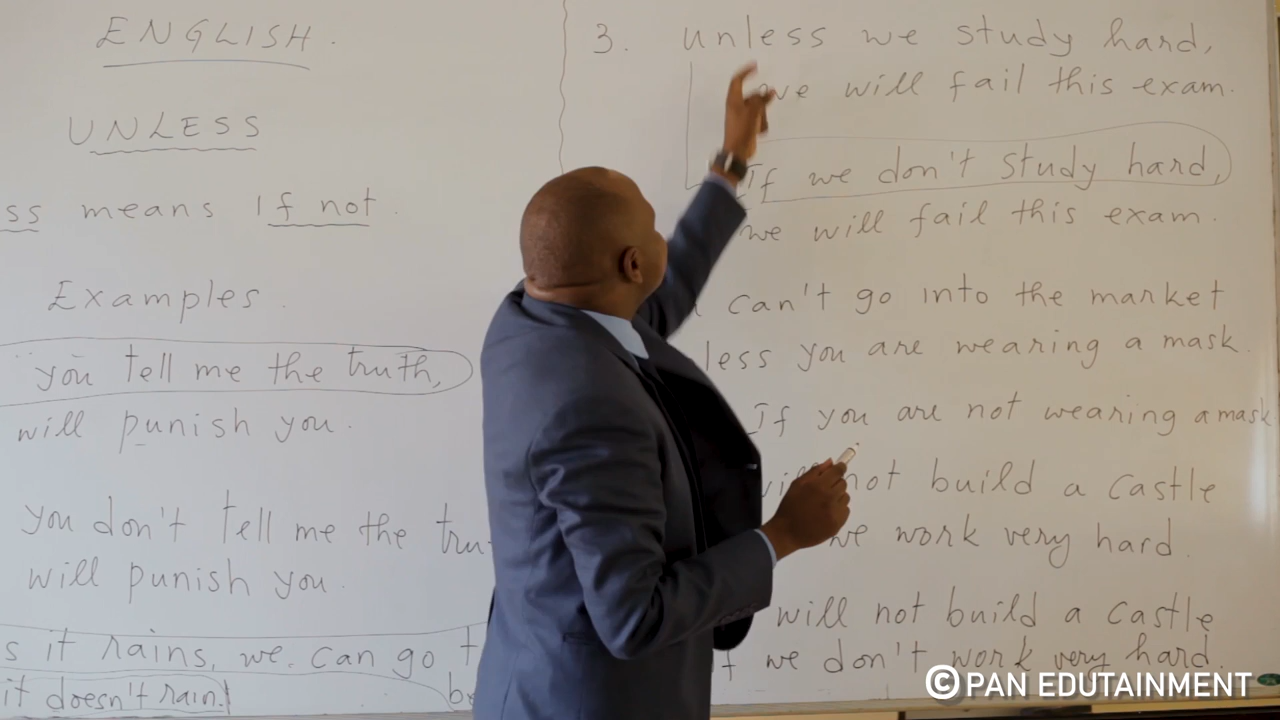 ENGLISH.
UNLESS
ss means If not.
Examples.
you tell me the truth,
will punish you.
you don't tell me the tru
will punish you.
s it rains, we can go t
it doesn't rain. b
3. unless we study hard,
we will fail this exam.
If we don't study hard,
we will fail this exam.
can't go into the market
less you are wearing a mask.
If you are not wearing a mask
will not build a castle
we work very hard.
will not build a castle
f we don't work very hard.
©PAN EDUTAINMENT